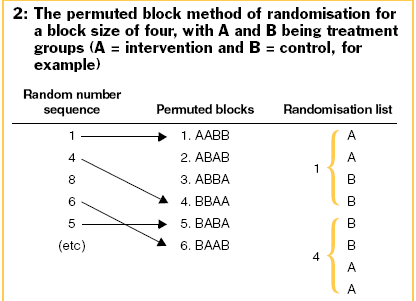 2: The permuted block method of randomisation for
a block size of four, with A and B being treatment
groups (A = intervention and B = control, for
example)
Random number
sequence Permuted blocks Randomisation list
1 1. AABB A
4 2. ABAB A
8 3. ABBA B
6 4. BBAA B
5 5. BABA B
(etc) 6. BAAB B
A
A
1
4